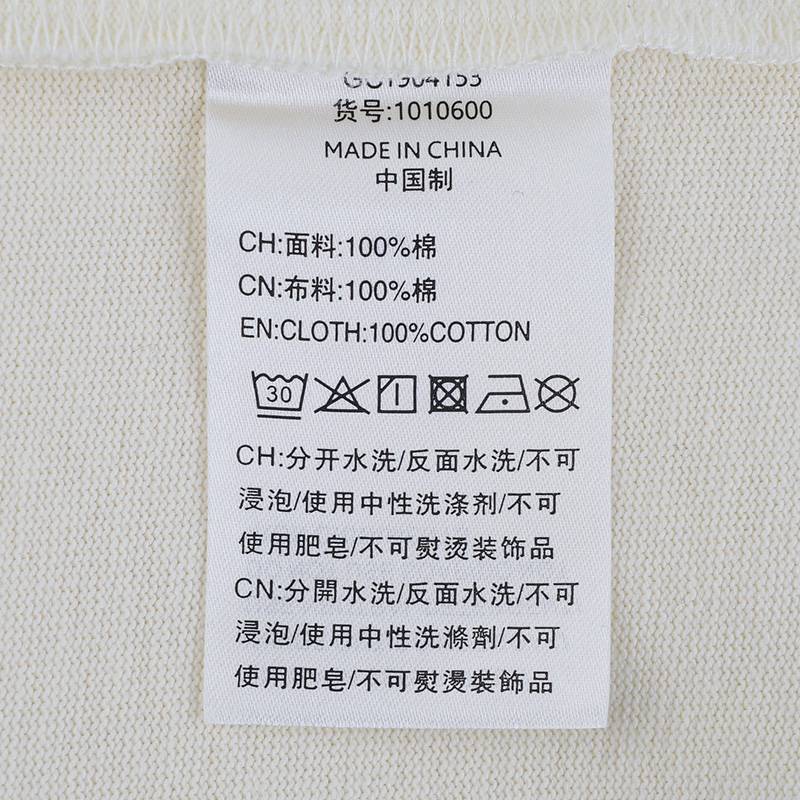 GC1904153
货号:1010600
MADE IN CHINA
中国制
CH:面料:100%棉
CN:布料:100%棉
EN:CLOTH:100%COTTON
30
CH:分开水洗/反面水洗/不可
浸泡/使用中性洗涤剂/不可
使用肥皂/不可熨烫装饰品
CN:分開水洗/反面水洗/不可
浸泡/使用中性洗滌劑/不可
使用肥皂/不可熨燙裝飾品